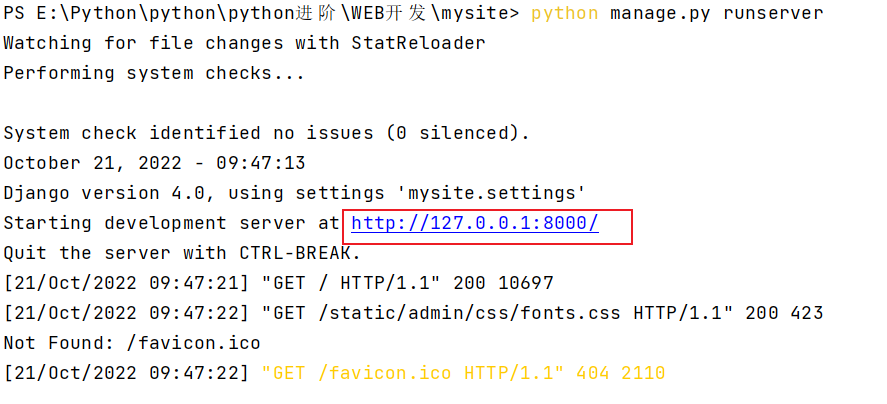 PS E:\Python\python\python进阶\WEB开发\mysite> python manage.py runserver
Watching for file changes with StatReloader
Performing system checks...
System check identified no issues (0 silenced).
October 21, 2022 - 09:47:13
Django version 4.0, using settings 'mysite.settings'
Starting development server at http://127.0.0.1:8000/
Quit the server with CTRL-BREAK.
[21/Oct/2022 09:47:21] "GET / HTTP/1.1" 200 10697
[21/Oct/2022 09:47:22] "GET /static/admin/css/fonts.css HTTP/1.1" 200 423
Not Found: /favicon.ico
[21/Oct/2022 09:47:22] "GET /favicon.ico HTTP/1.1" 404 2110